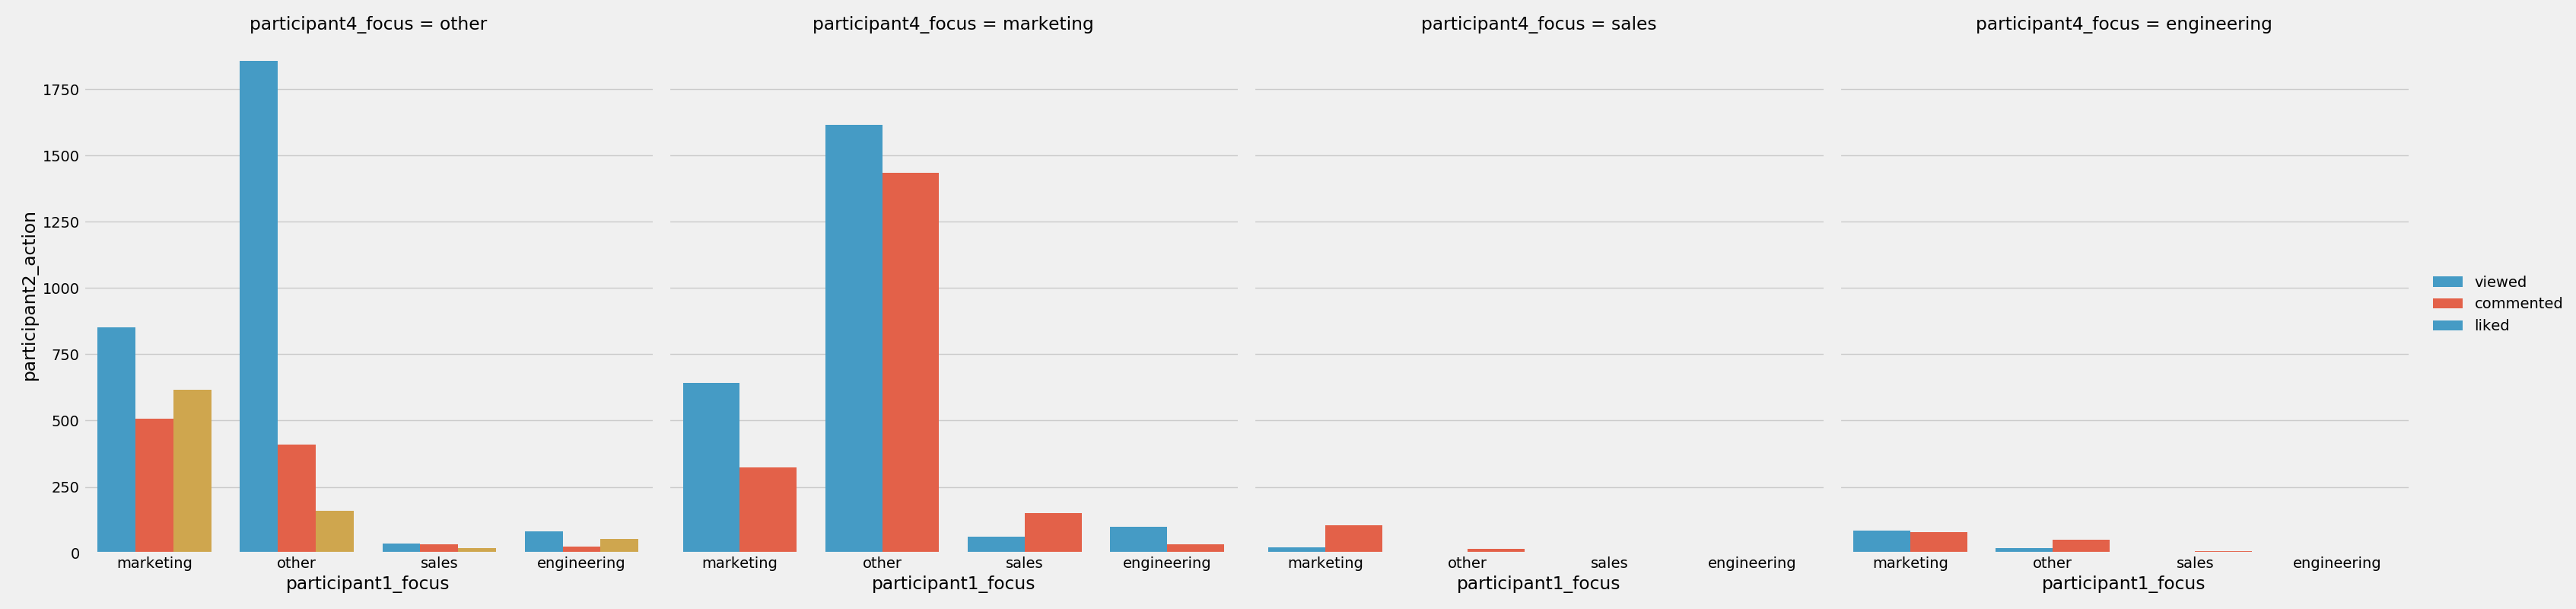 participant4_focus = other
participant4_focus = marketing
participant4_focus = sales
participant4_focus = engineering
participant2_action
1750
1500
1250
1000
750
500
250
0
viewed
commented
liked
marketing other sales engineering
marketing other sales engineering
marketing other sales engineering
marketing other sales engineering
participant1_focus
participant1_focus
participant1_focus
participant1_focus